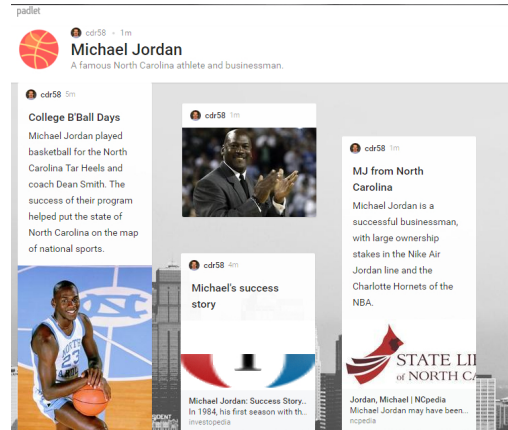 padlet
cdr58 • 1m
Michael Jordan
A famous North Carolina athlete and businessman.
cdr58 5m
College B'Ball Days
Michael Jordan played
basketball for the North
Carolina Tar Heels and
coach Dean Smith. The
success of their program
helped put the state of
North Carolina on the map
of national sports.
NORTH
23
cdr58 1m
cdr58 4m
Michael's success
story
Michael Jordan: Success Story...
In 1984, his first season with th...
investopedia
cdr58 1m
MJ from North
Carolina
Michael Jordan is a
successful businessman,
with large ownership
stakes in the Nike Air
Jordan line and the
Charlotte Hornets of the
NBA.
STATE LI
of NORTH CA
Jordan, Michael | NCpedia
Michael Jordan may have been...
ncpedia